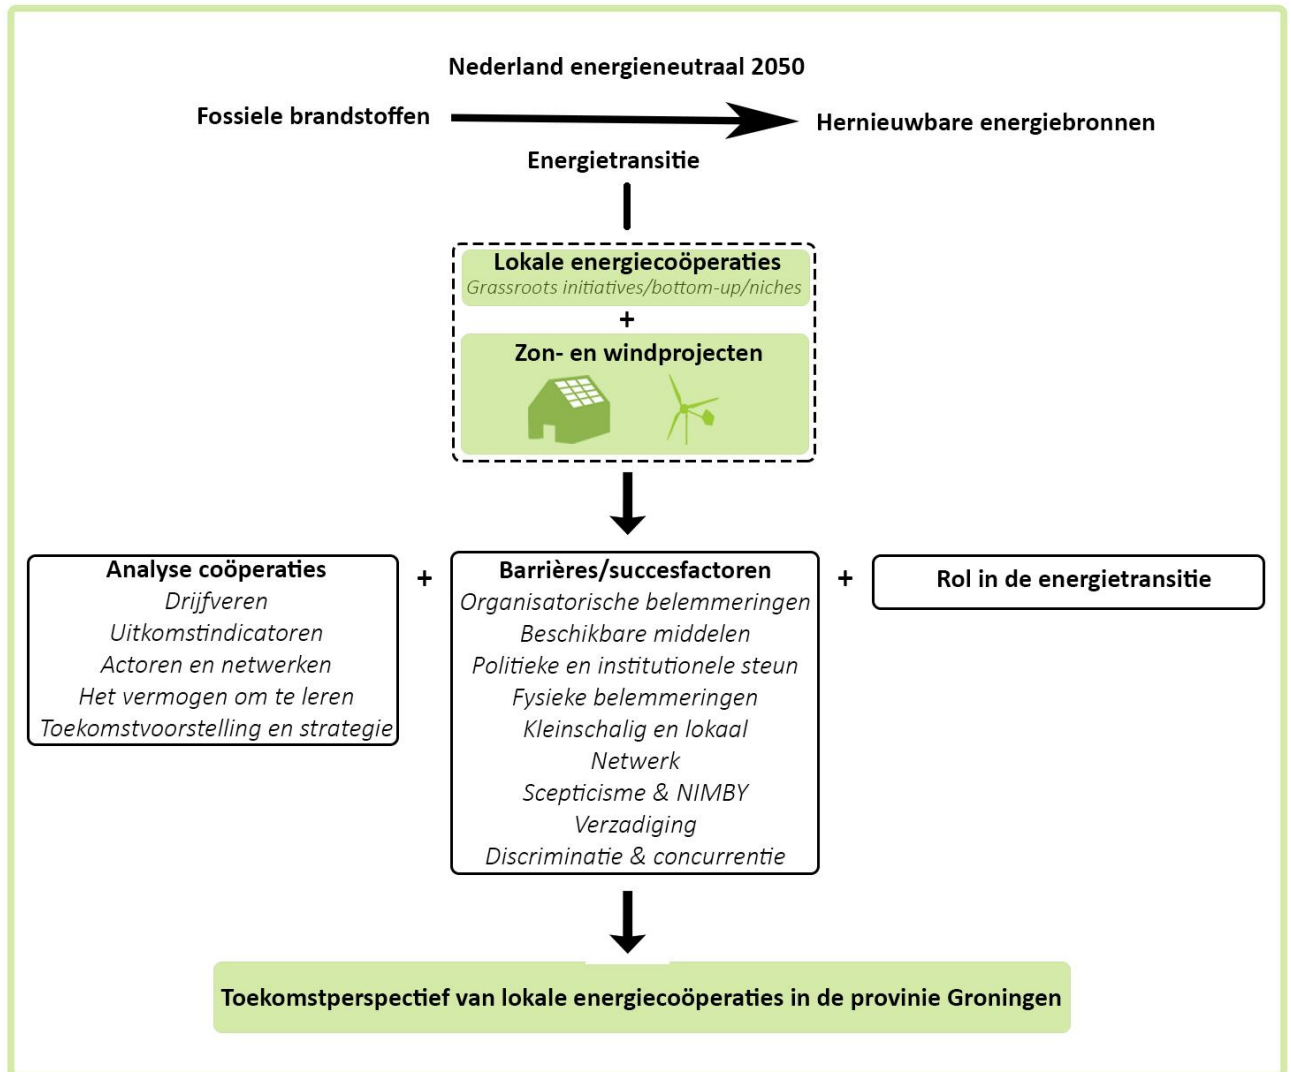 Nederland energieneutraal 2050
Fossiele brandstoffen
Hernieuwbare energiebronnen
Energietransitie
Lokale energiecoöperaties
Grassroots initiatives/bottom-up/niches
+
Zon- en windprojecten
Analyse coöperaties
Drijfveren
Uitkomstindicatoren
Actoren en netwerken
Het vermogen om te leren
Toekomstvoorstelling en strategie
+
Barrières/succesfactoren
Organisatorische belemmeringen
Beschikbare middelen
Politieke en institutionele steun
Fysieke belemmeringen
Kleinschalig en lokaal
Netwerk
Scepticisme & NIMBY
Verzadiging
Discriminatie & concurrentie
+
Rol in de energietransitie
Toekomstperspectief van lokale energiecoöperaties in de provinie Groningen